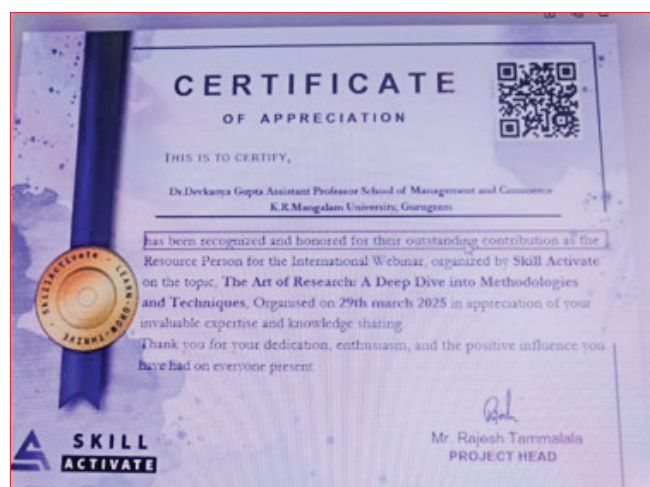 CERTIFICATE
OF APPRECIATION
THIS IS TO CERTIFY,
Dr.Devkanya Gupta Assistant Professor School of Management and Commerce
K.R.Mangalam University, Gurugram
has been recognized and honored for their outstanding contribution as the
Resource Person for the International Webinar, organized by Skill Activate
on the topic, The Art of Research: A Deep Dive into Methodologies
and Techniques, Organised on 29th march 2025 in appreciation of your
invaluable expertise and knowledge sharing.
Thank you for your dedication, enthusiasm, and the positive influence you
have had on everyone present.
SkillActivate - LEARN-GROW-THRIVE
SKILL
ACTIVATE
Mr. Rajesh Tammalala
PROJECT HEAD